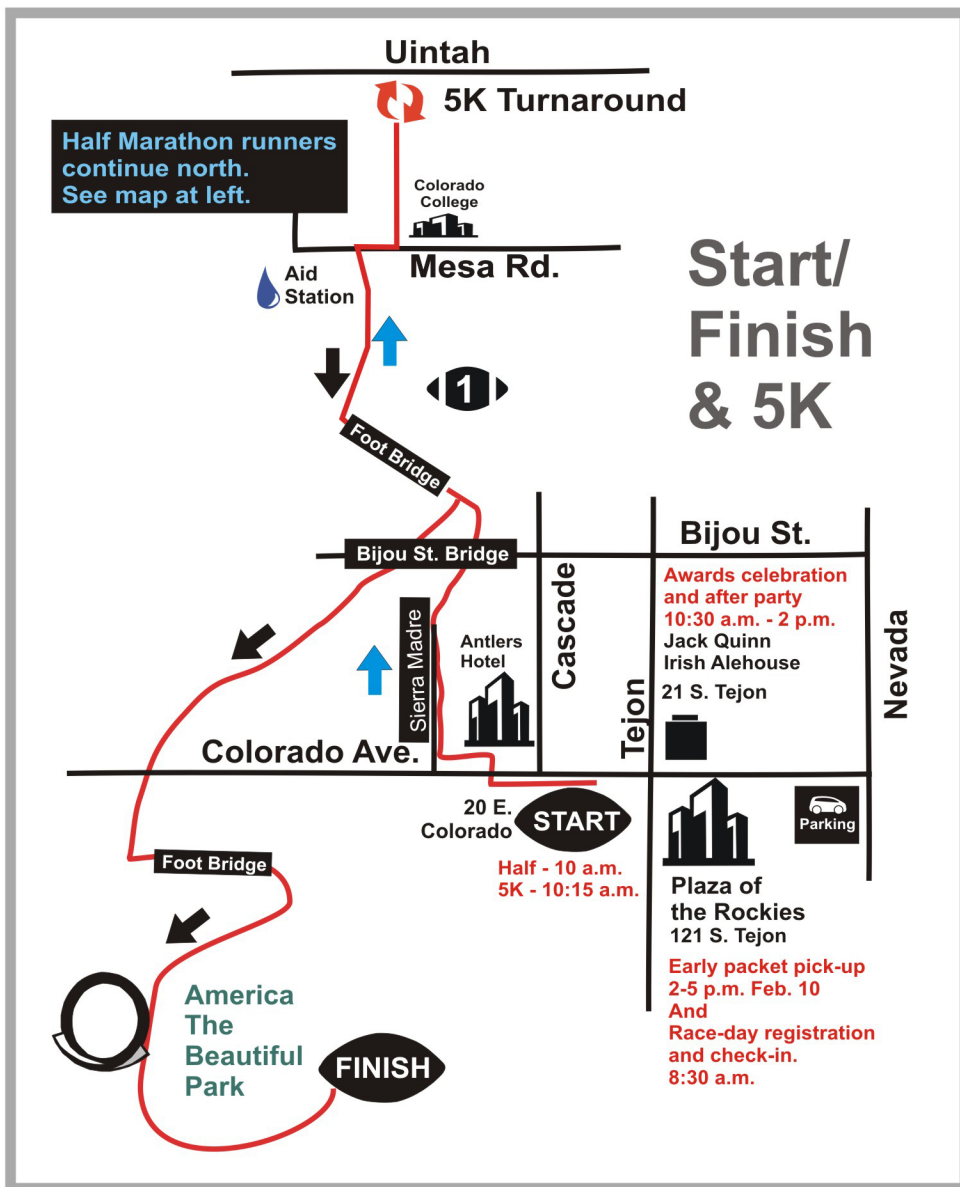 Uintah
5K Turnaround
Half Marathon runners
continue north.
See map at left.
Colorado
College
Mesa Rd.
Aid
Station
Start/
Finish
& 5K
1
Foot Bridge
Bijou St. Bridge
Bijou St.
Cascade
Tejon
Nevada
Awards celebration
and after party
10:30 a.m. - 2 p.m.
Jack Quinn
Irish Alehouse
21 S. Tejon
Sierra Madre
Antlers
Hotel
Colorado Ave.
20 E.
Colorado
START
Half - 10 a.m.
5K - 10:15 a.m.
Parking
Plaza of
the Rockies
121 S. Tejon
Early packet pick-up
2-5 p.m. Feb. 10
And
Race-day registration
and check-in.
8:30 a.m.
Foot Bridge
America
The
Beautiful
Park
FINISH